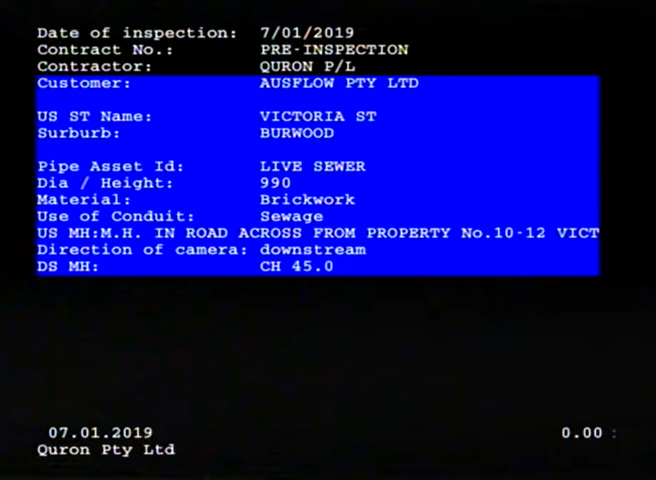 Date of inspection: 7/01/2019
Contract No.: PRE-INSPECTION
Contractor: QURON P/L
Customer: AUSFLOW PTY LTD
US ST Name: VICTORIA ST
Surburb: BURWOOD
Pipe Asset Id: LIVE SEWER
Dia / Height: 990
Material: Brickwork
Use of Conduit: Sewage
US MH:M.H. IN ROAD ACROSS FROM PROPERTY No.10-12 VICT
Direction of camera: downstream
DS MH: CH 45.0
07.01.2019 0.00 :
Quron Pty Ltd